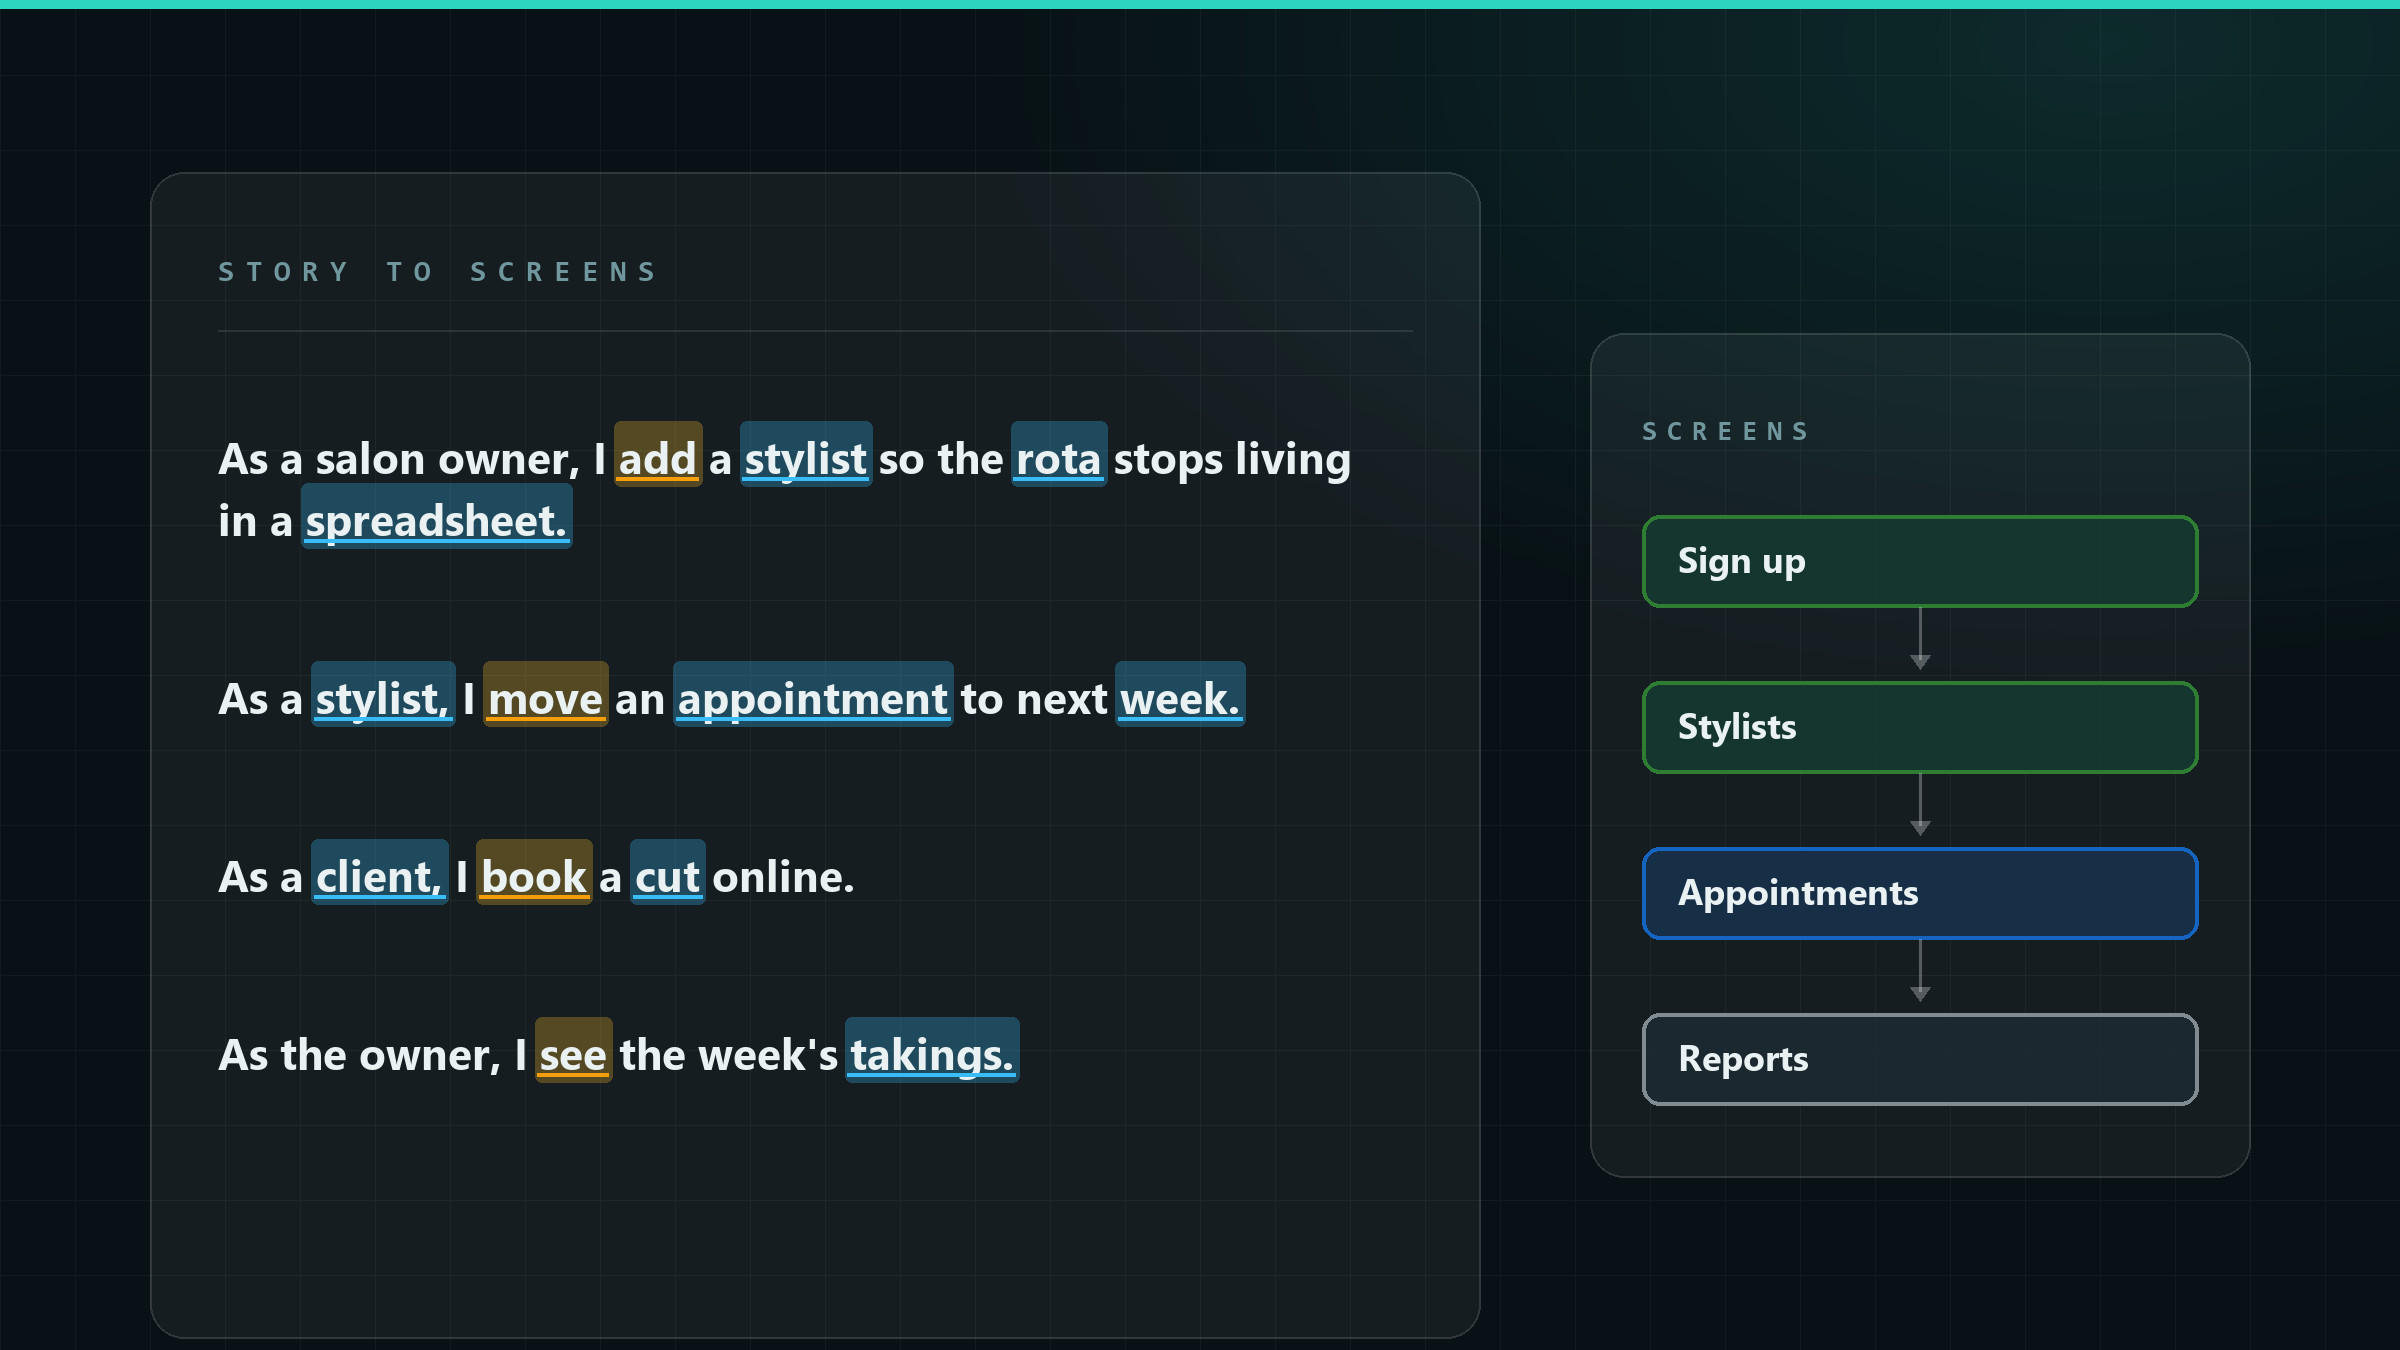 STORY TO SCREENS
As a salon owner, I add a stylist so the rota stops living
in a spreadsheet.
As a stylist, I move an appointment to next week.
As a client, I book a cut online.
As the owner, I see the week's takings.
SCREENS
Sign up
Stylists
Appointments
Reports